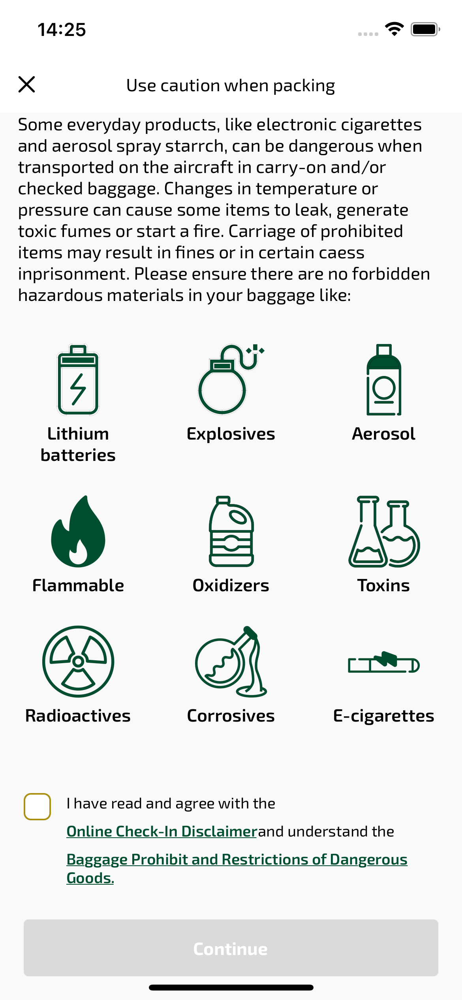 14:25
Use caution when packing
Some everyday products, like electronic cigarettes
and aerosol spray starrch, can be dangerous when
transported on the aircraft in carry-on and/or
checked baggage. Changes in temperature or
pressure can cause some items to leak, generate
toxic fumes or start a fire. Carriage of prohibited
items may result in fines or in certain caess
inprisonment. Please ensure there are no forbidden
hazardous materials in your baggage like:
Lithium
batteries
Explosives
Aerosol
Flammable
Oxidizers
Toxins
Radioactives
Corrosives
E-cigarettes
I have read and agree with the
Online Check-In Disclaimerand understand the
Baggage Prohibit and Restrictions of Dangerous
Goods.
Continue